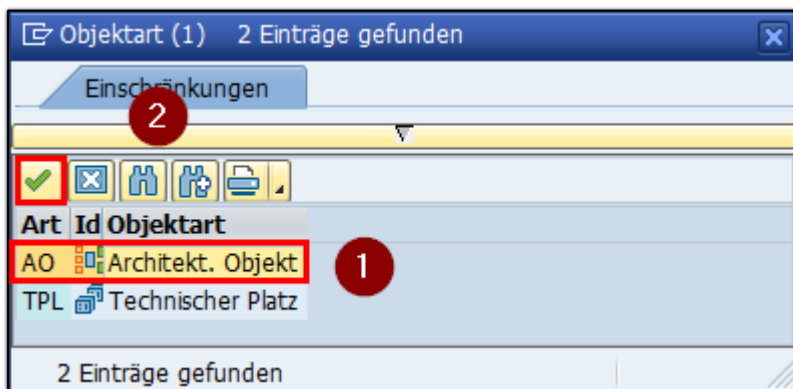 Objektart (1) 2 Einträge gefunden
Einschränkungen
2
Art Id Objektart
AO Architekt. Objekt
1
TPL Technischer Platz
2 Einträge gefunden